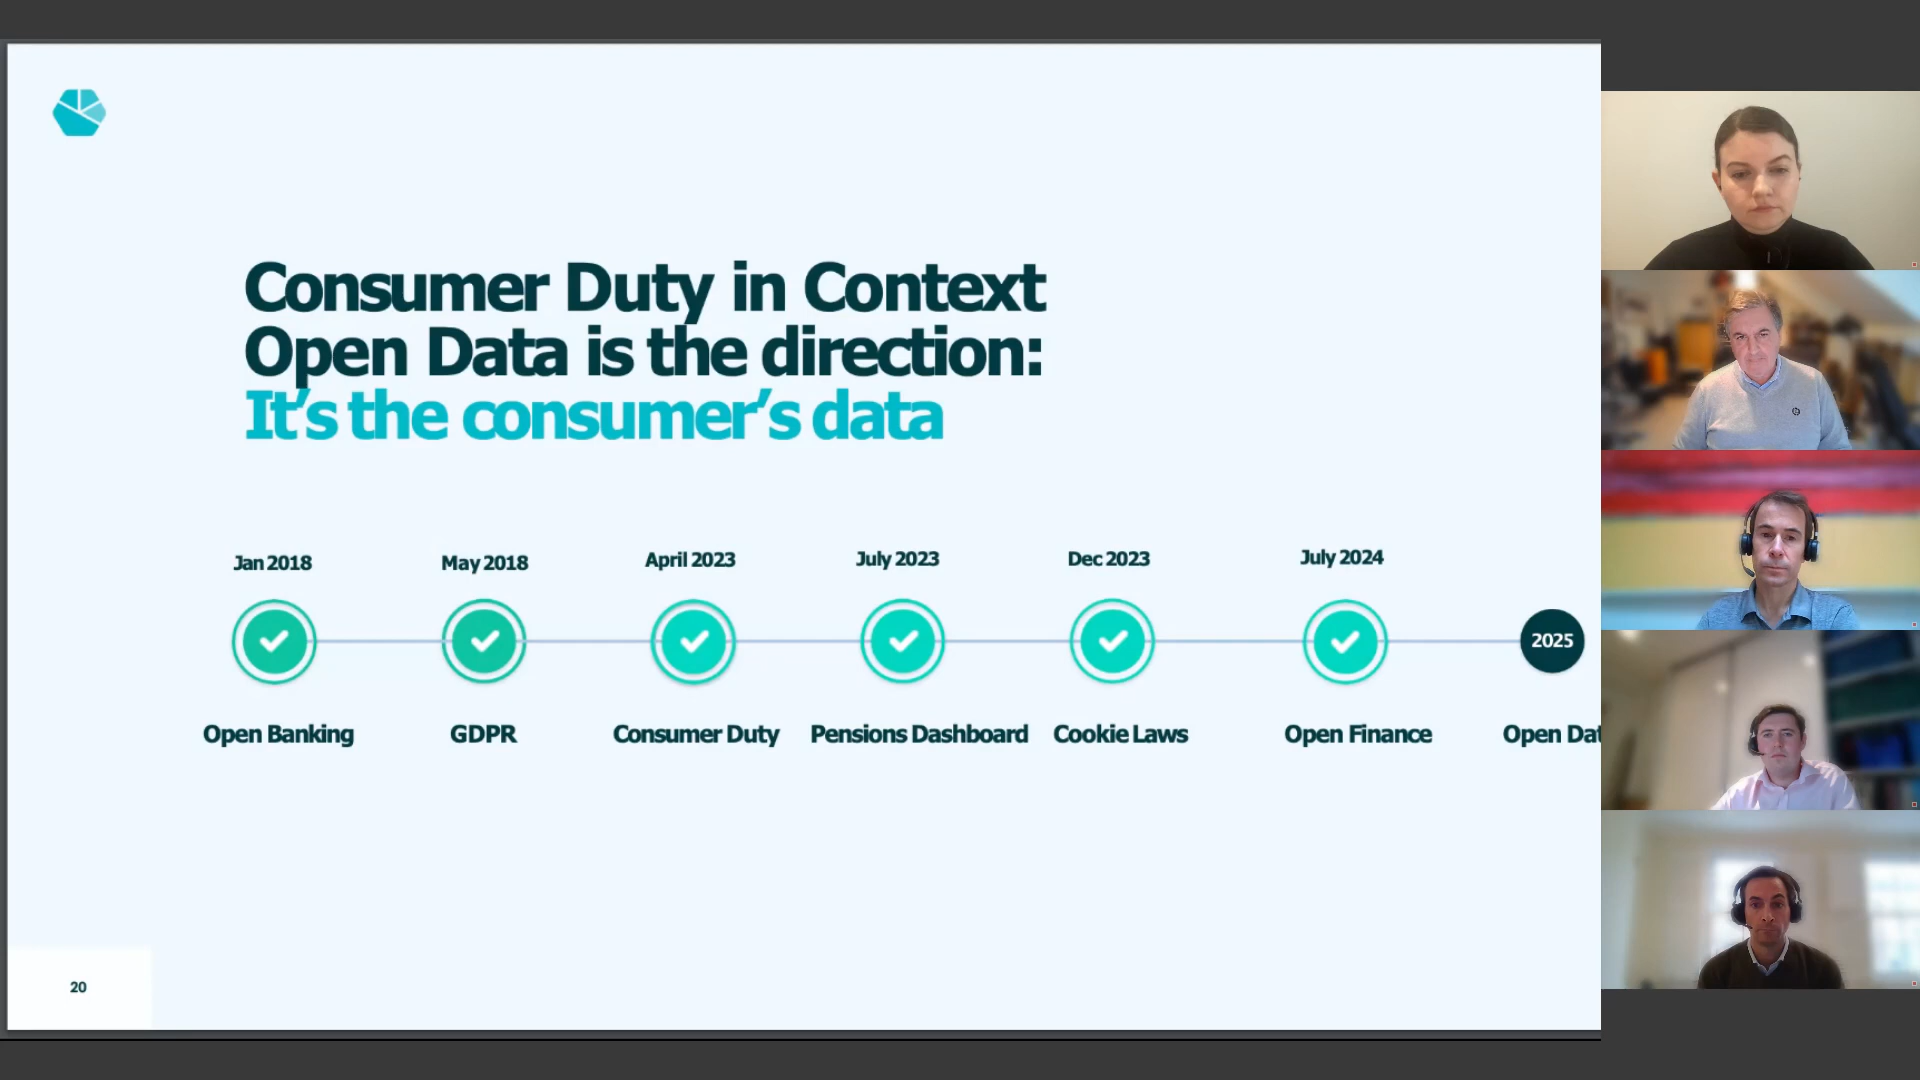 Consumer Duty in Context
Open Data is the direction:
It's the consumer's data
Jan 2018
May 2018
April 2023
July 2023
Dec 2023
July 2024
2025
Open Banking
GDPR
Consumer Duty
Pensions Dashboard
Cookie Laws
Open Finance
Open Dat
20